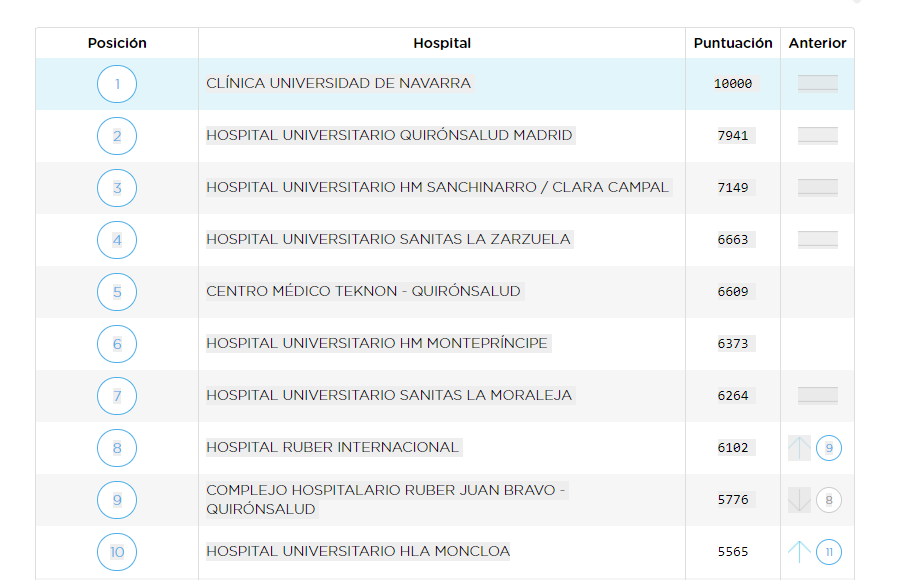 Posición Hospital Puntuación Anterior
1 CLÍNICA UNIVERSIDAD DE NAVARRA 10000
2 HOSPITAL UNIVERSITARIO QUIRÓNSALUD MADRID 7941
3 HOSPITAL UNIVERSITARIO HM SANCHINARRO / CLARA CAMPAL 7149
4 HOSPITAL UNIVERSITARIO SANITAS LA ZARZUELA 6663
5 CENTRO MÉDICO TEKNON - QUIRÓNSALUD 6609
6 HOSPITAL UNIVERSITARIO HM MONTEPRÍNCIPE 6373
7 HOSPITAL UNIVERSITARIO SANITAS LA MORALEJA 6264
8 HOSPITAL RUBER INTERNACIONAL 6102 9
9 COMPLEJO HOSPITALARIO RUBER JUAN BRAVO -
QUIRÓNSALUD 5776 8
10 HOSPITAL UNIVERSITARIO HLA MONCLOA 5565 11